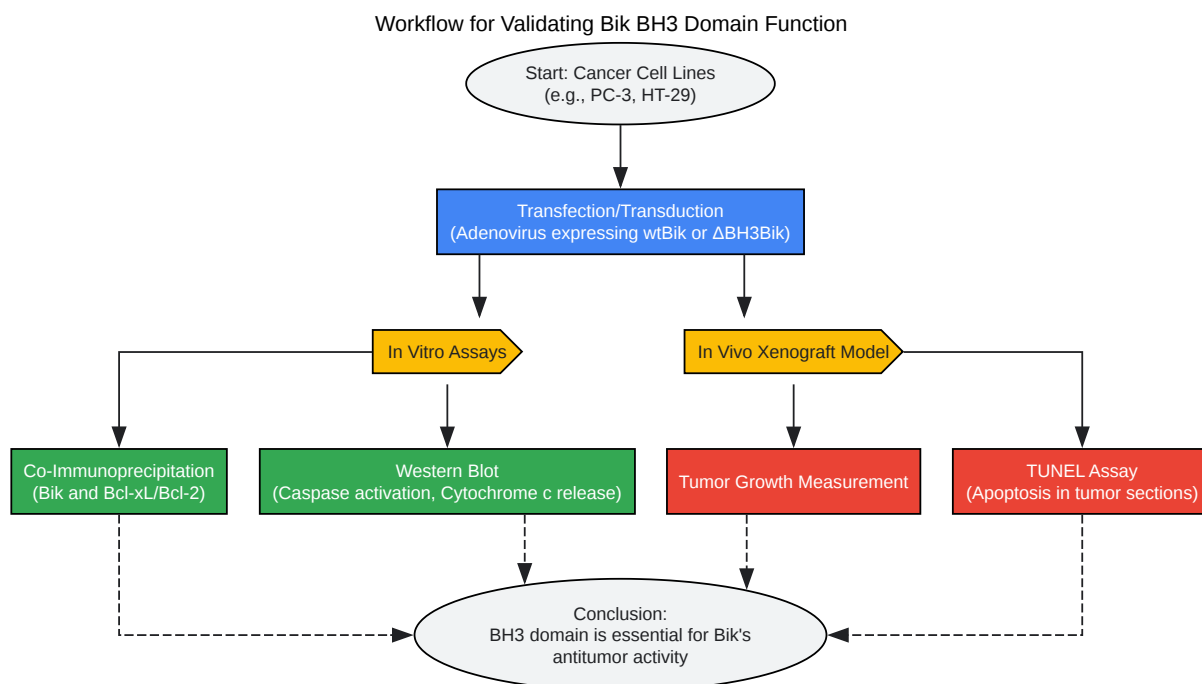 Workflow for Validating Bik BH3 Domain Function
Start: Cancer Cell Lines
(e.g., PC-3, HT-29)
Transfection/Transduction
(Adenovirus expressing wtBik or ΔBH3Bik)
In Vitro Assays
In Vivo Xenograft Model
Co-Immunoprecipitation
(Bik and Bcl-xL/Bcl-2)
Western Blot
(Caspase activation, Cytochrome c release)
Tumor Growth Measurement
TUNEL Assay
(Apoptosis in tumor sections)
Conclusion:
BH3 domain is essential for Bik's
antitumor activity